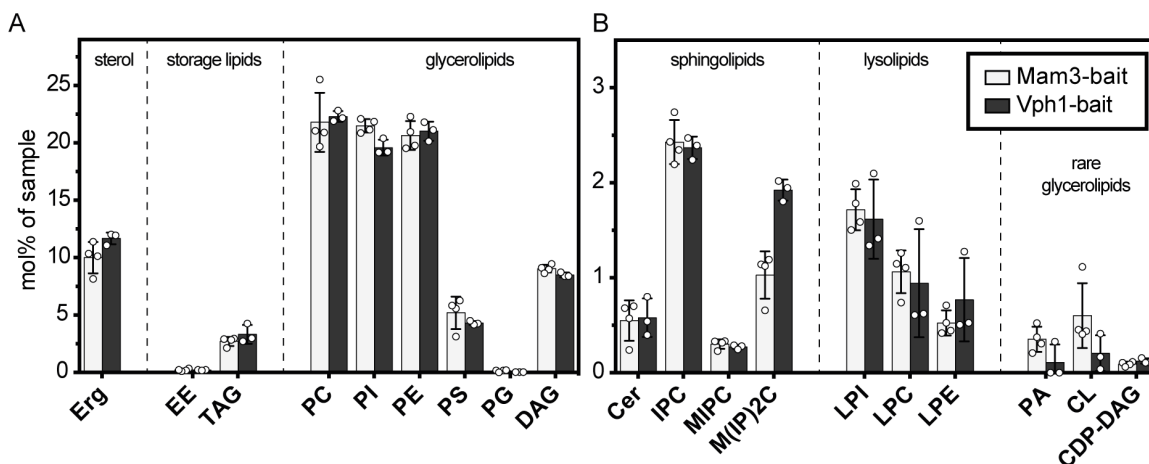 A
mol% of sample
25
20
15
10
5
0
sterol
storage lipids
glycerolipids
Erg
EE
TAG
PC
PI
PE
PS
PG
DAG
B
3
2
1
0
sphingolipids
lysolipids
Mam3-bait
Vph1-bait
rare
glycerolipids
Cer
IPC
MIPC
M(IP)2C
LPI
LPC
LPE
PA
CL
CDP-DAG